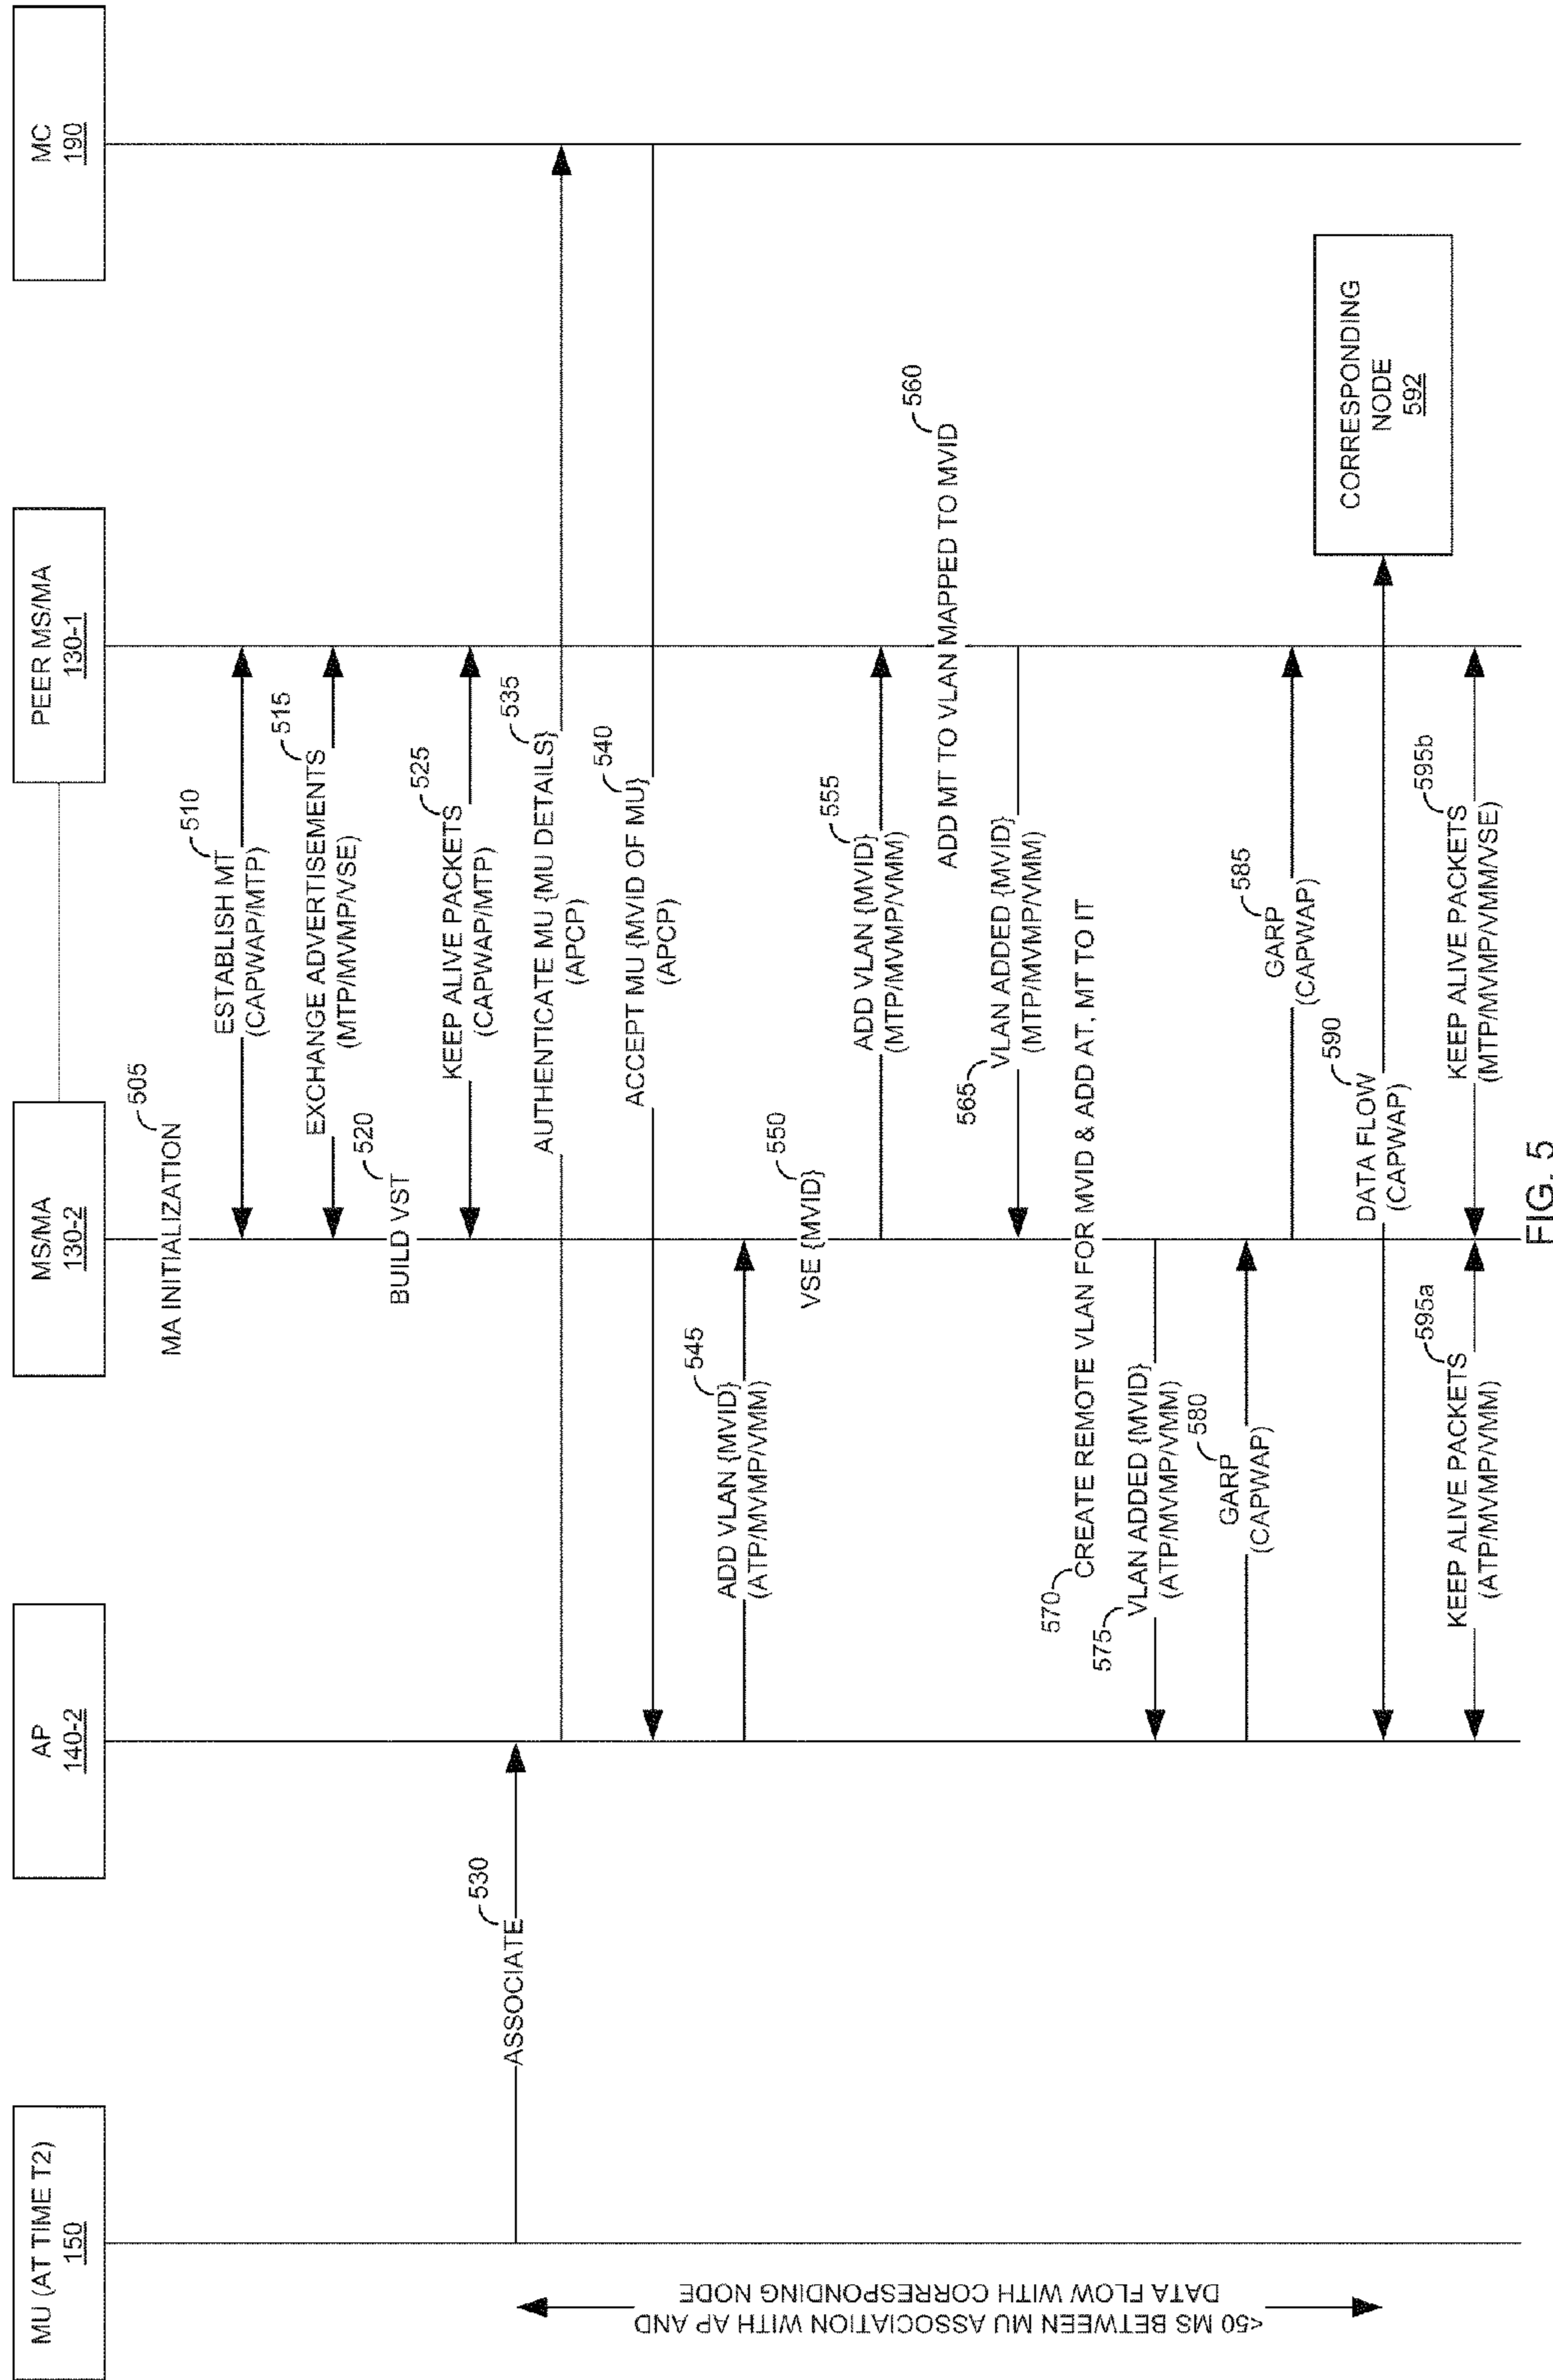 MU (AT TIME T2)
150
AP
140-2
MS/MA
130-2
PEER MS/MA
130-1
MC
190
MA INITIALIZATION
505
510
ESTABLISH MT
(CAPWAP/MTP)
515
EXCHANGE ADVERTISEMENTS
(MTP/MVMP/VSE)
520
BUILD VST
525
KEEP ALIVE PACKETS
(CAPWAP/MTP)
530
ASSOCIATE
535
AUTHENTICATE MU {MU DETAILS}
(APCP)
540
ACCEPT MU {MVID OF MU}
(APCP)
545
ADD VLAN {MVID}
(ATP/MVMP/VMM)
550
VSE {MVID}
555
ADD VLAN {MVID}
(MTP/MVMP/VMM)
560
ADD MT TO VLAN MAPPED TO MVID
565
VLAN ADDED {MVID}
(MTP/MVMP/VMM)
570
CREATE REMOTE VLAN FOR MVID & ADD AT, MT TO IT
575
VLAN ADDED {MVID}
(ATP/MVMP/VMM)
580
GARP
(CAPWAP)
585
GARP
(CAPWAP)
590
DATA FLOW
(CAPWAP)
CORRESPONDING
NODE
592
595a
KEEP ALIVE PACKETS
(ATP/MVMP/VMM)
595b
KEEP ALIVE PACKETS
(MTP/MVMP/VMM/VSE)
<50 MS BETWEEN MU ASSOCIATION WITH AP AND
DATA FLOW WITH CORRESPONDING NODE
FIG. 5